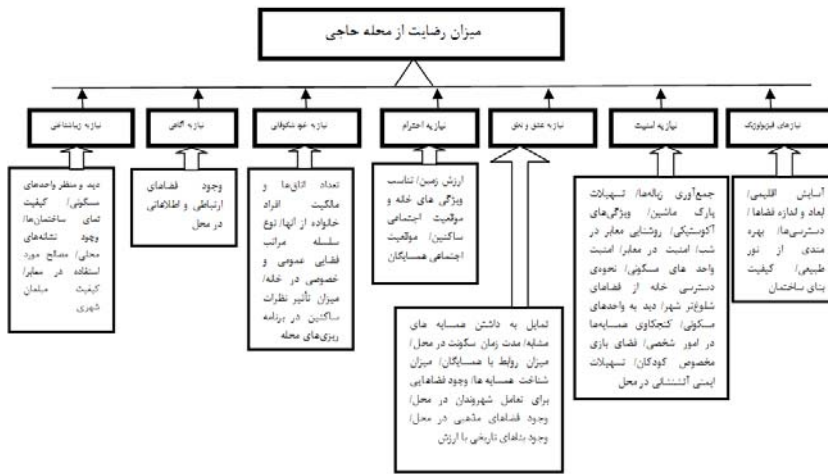 میزان رضایت از محله حاجی
نیازهای فیزیولوژیک
نیاز به امنیت
نیاز به عشق و تعلق
نیاز به احترام
نیاز به خود شکوفایی
نیاز به آگاهی
نیاز به زیباشناختی
آسایش اقلیمی/
ابعاد و اندازه فضاها/
دسترسی‌ها/ بهره
مندی از نور
طبیعی/ کیفیت
بنای ساختمان
جمع‌آوری زباله‌ها/ تسهیلات
پارک ماشین/ ویژگی‌های
آکوستیکی/ روشنایی معابر در
شب/ امنیت در معابر/ امنیت
واحد های مسکونی/ نحوه‌ی
دسترسی خانه از فضاهای
شلوغ‌تر شهر/ دید به واحدهای
مسکونی/ کنجکاوی همسایه‌ها
در امور شخصی/ فضای بازی
مخصوص کودکان/ تسهیلات
ایمنی آتشنشانی در محل
تمایل به داشتن همسایه های
مشابه/ مدت زمان سکونت در محل/
میزان روابط با همسایگان/ میزان
شناخت همسایه ها/ وجود فضاهایی
برای تعامل شهروندان در محل/
وجود فضاهای مذهبی در محل/
وجود بناهای تاریخی با ارزش
ارزش زمین/ تناسب
ویژگی های خانه و
موقعیت اجتماعی
ساکنین/ موقعیت
اجتماعی همسایگان
تعداد اتاق‌ها و
مالکیت افراد
خانواده از آنها/ نوع
سلسله مراتب
فضایی عمومی و
خصوصی در خانه/
میزان تأثیر نظرات
ساکنین در برنامه
ریزی‌های محله
وجود فضاهای
ارتباطی و اطلاعاتی
در محل
دید و منظر واحدهای
مسکونی/ کیفیت
نمای ساختمان‌ها/
وجود نشانه‌های
محلی/ مصالح مورد
استفاده در معابر/
کیفیت مبلمان
شهری